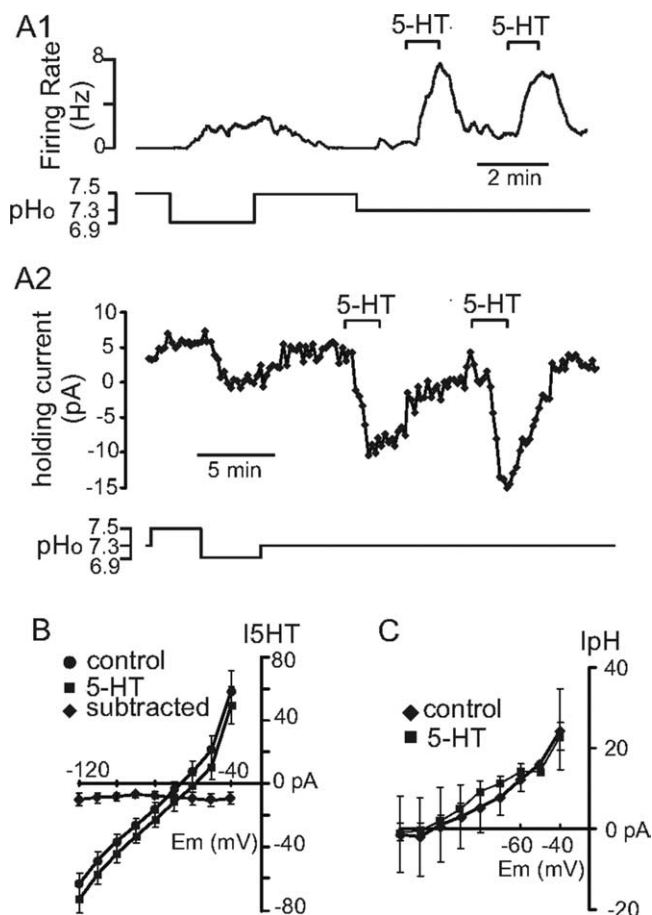 A1
5-HT 5-HT
Firing Rate
(Hz)
8
0
2 min
pHo
7.5
7.3
6.9
A2
5-HT 5-HT
holding current
(pA)
10
5
0
-5
-10
-15
5 min
pHo
7.5
7.3
6.9
B
I5HT
control
5-HT
subtracted
80
40
0 pA
-40
-80
-120
-40
Em (mV)
C
IpH
control
5-HT
40
20
0 pA
-20
-60
-40
Em (mV)